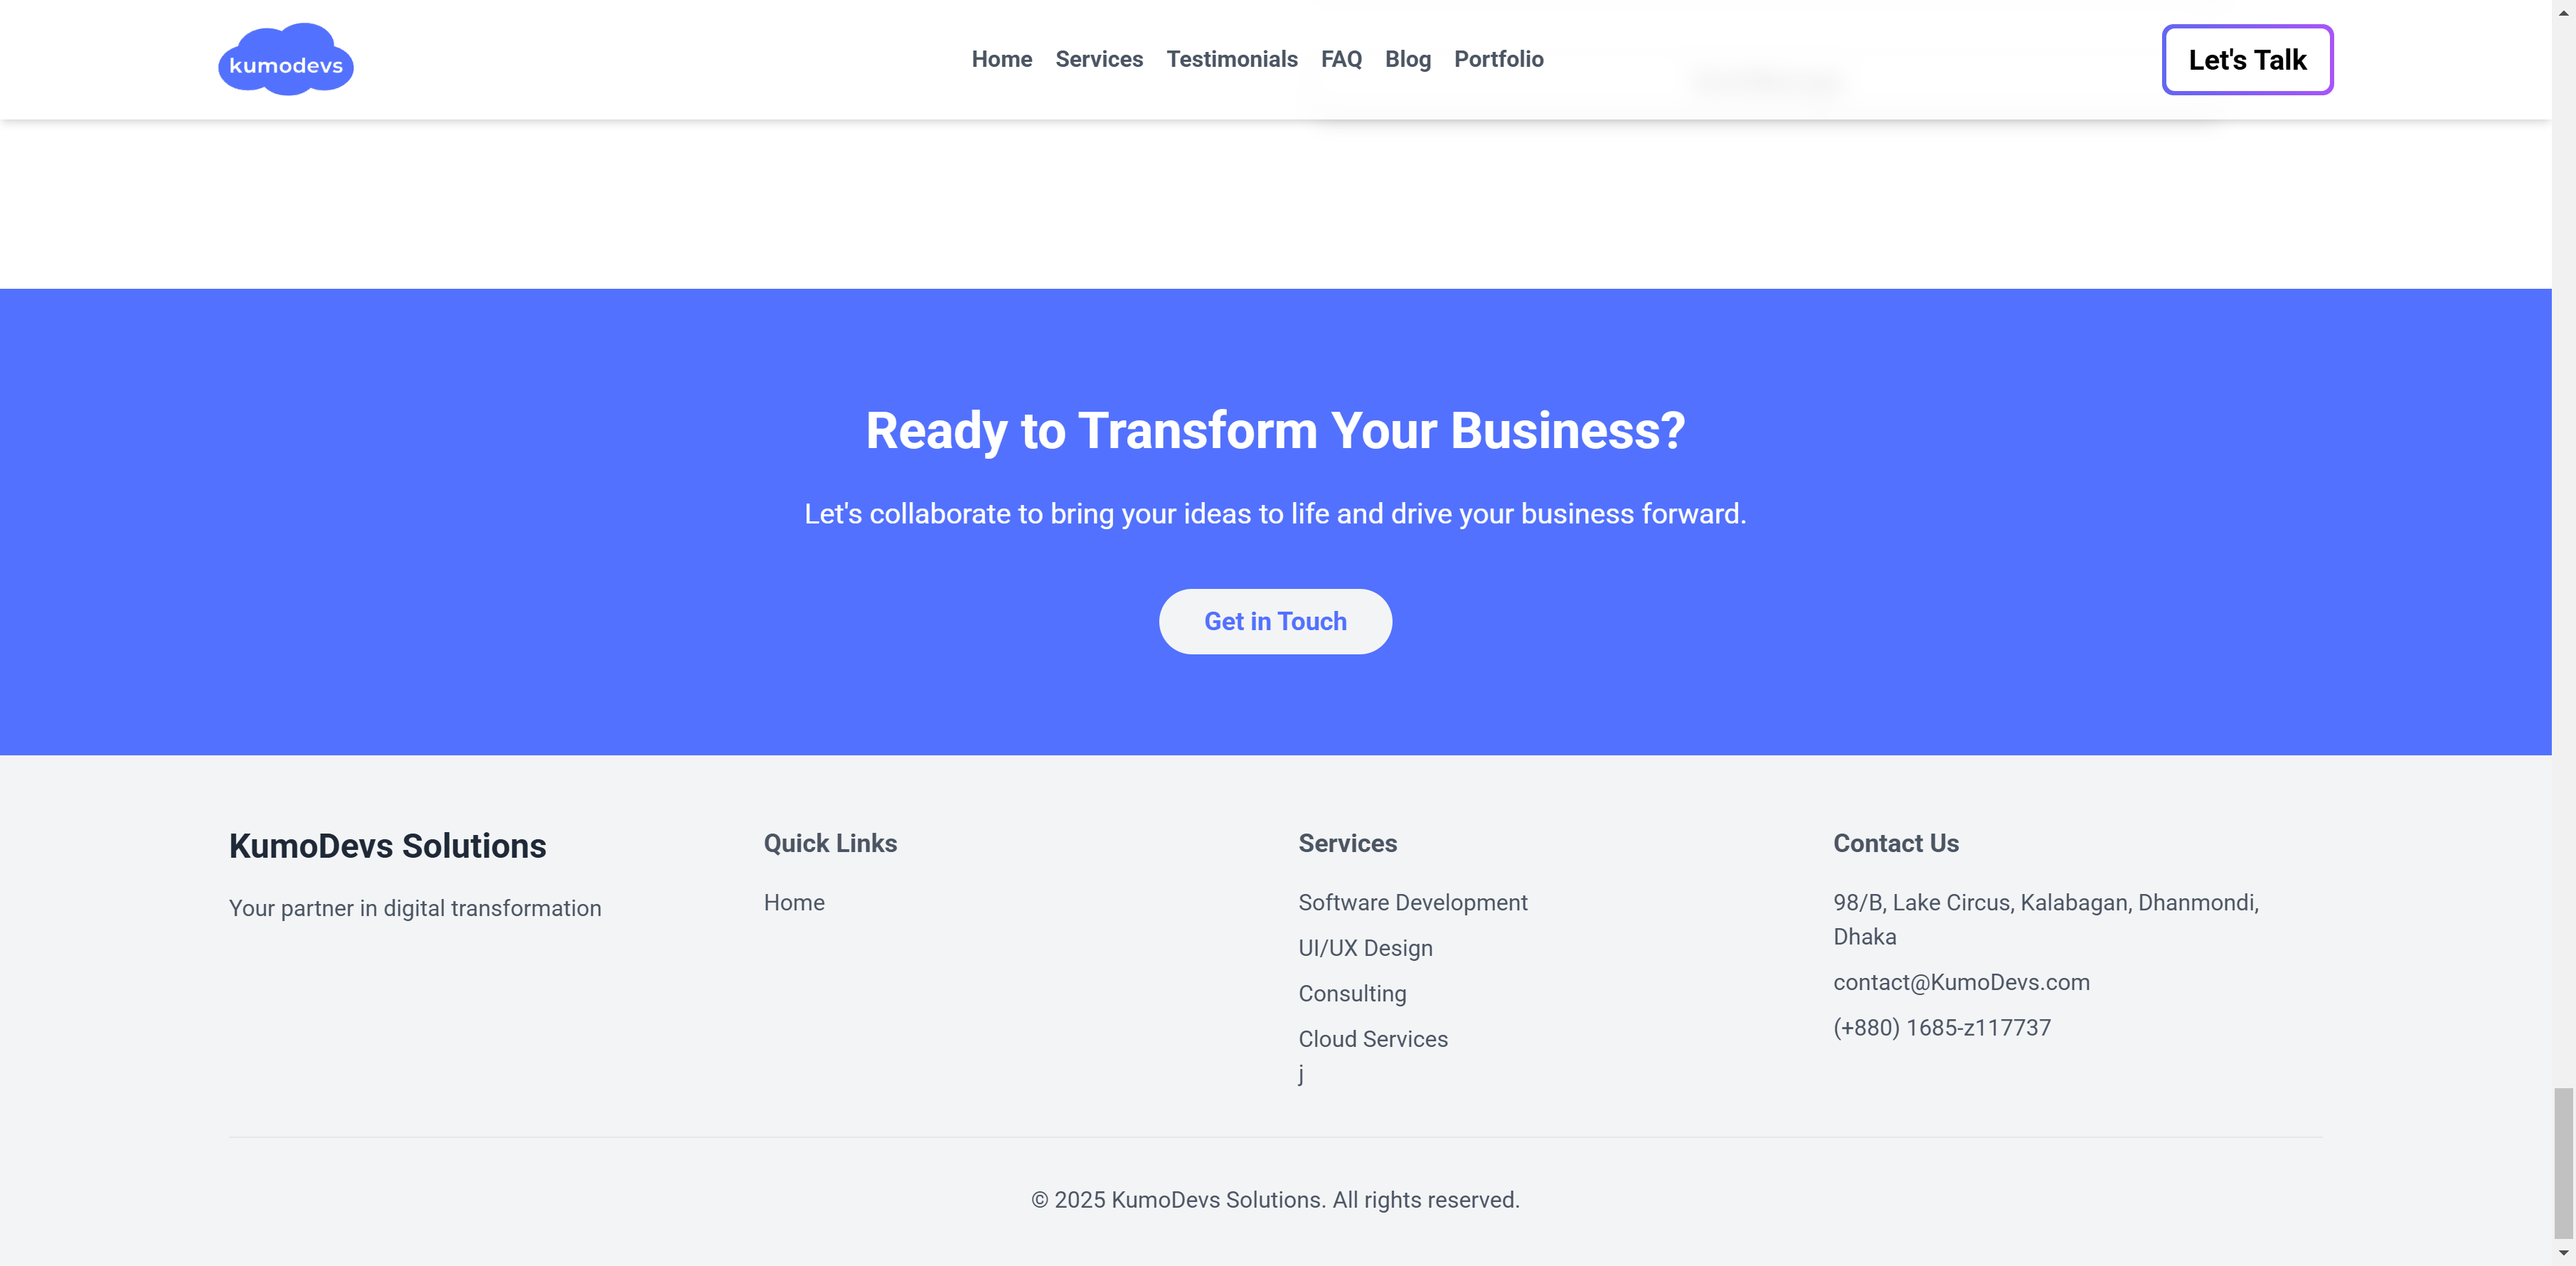 kumodevs
Home Services Testimonials FAQ Blog Portfolio
Let's Talk
Ready to Transform Your Business?
Let's collaborate to bring your ideas to life and drive your business forward.
Get in Touch
KumoDevs Solutions
Your partner in digital transformation
Quick Links
Home
Services
Software Development
UI/UX Design
Consulting
Cloud Services
j
Contact Us
98/B, Lake Circus, Kalabagan, Dhanmondi,
Dhaka
contact@KumoDevs.com
(+880) 1685-z117737
© 2025 KumoDevs Solutions. All rights reserved.